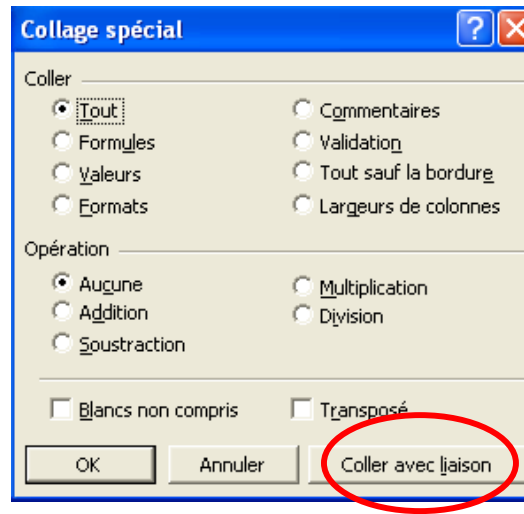 Collage spécial
Coller
Tout
Commentaires
Formules
Validation
Valeurs
Tout sauf la bordure
Formats
Largeurs de colonnes
Opération
Aucune
Multiplication
Addition
Division
Soustraction
Blancs non compris
Transposé
OK
Annuler
Coller avec liaison